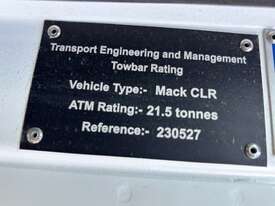 Transport Engineering and Management
Towbar Rating
Vehicle Type:- Mack CLR
ATM Rating:- 21.5 tonnes
Reference:- 230527